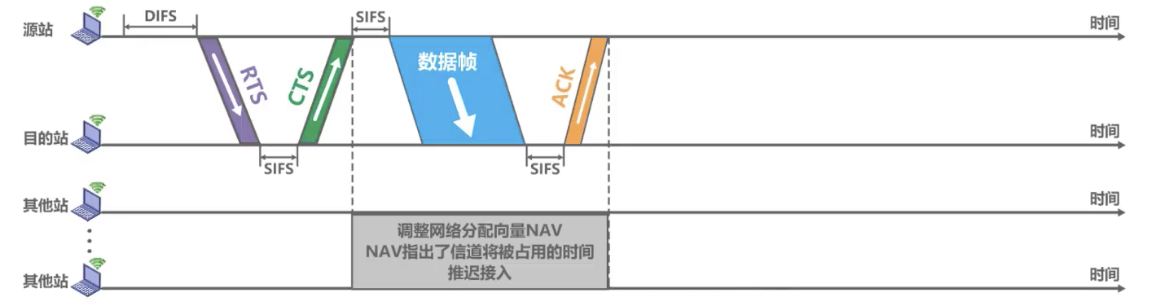 DIFS
SIFS
源站
时间
RTS
CTS
数据帧
ACK
目的站
时间
SIFS
SIFS
其他站
时间
调整网络分配向量NAV
NAV指出了信道将被占用的时间
推迟接入
其他站
时间